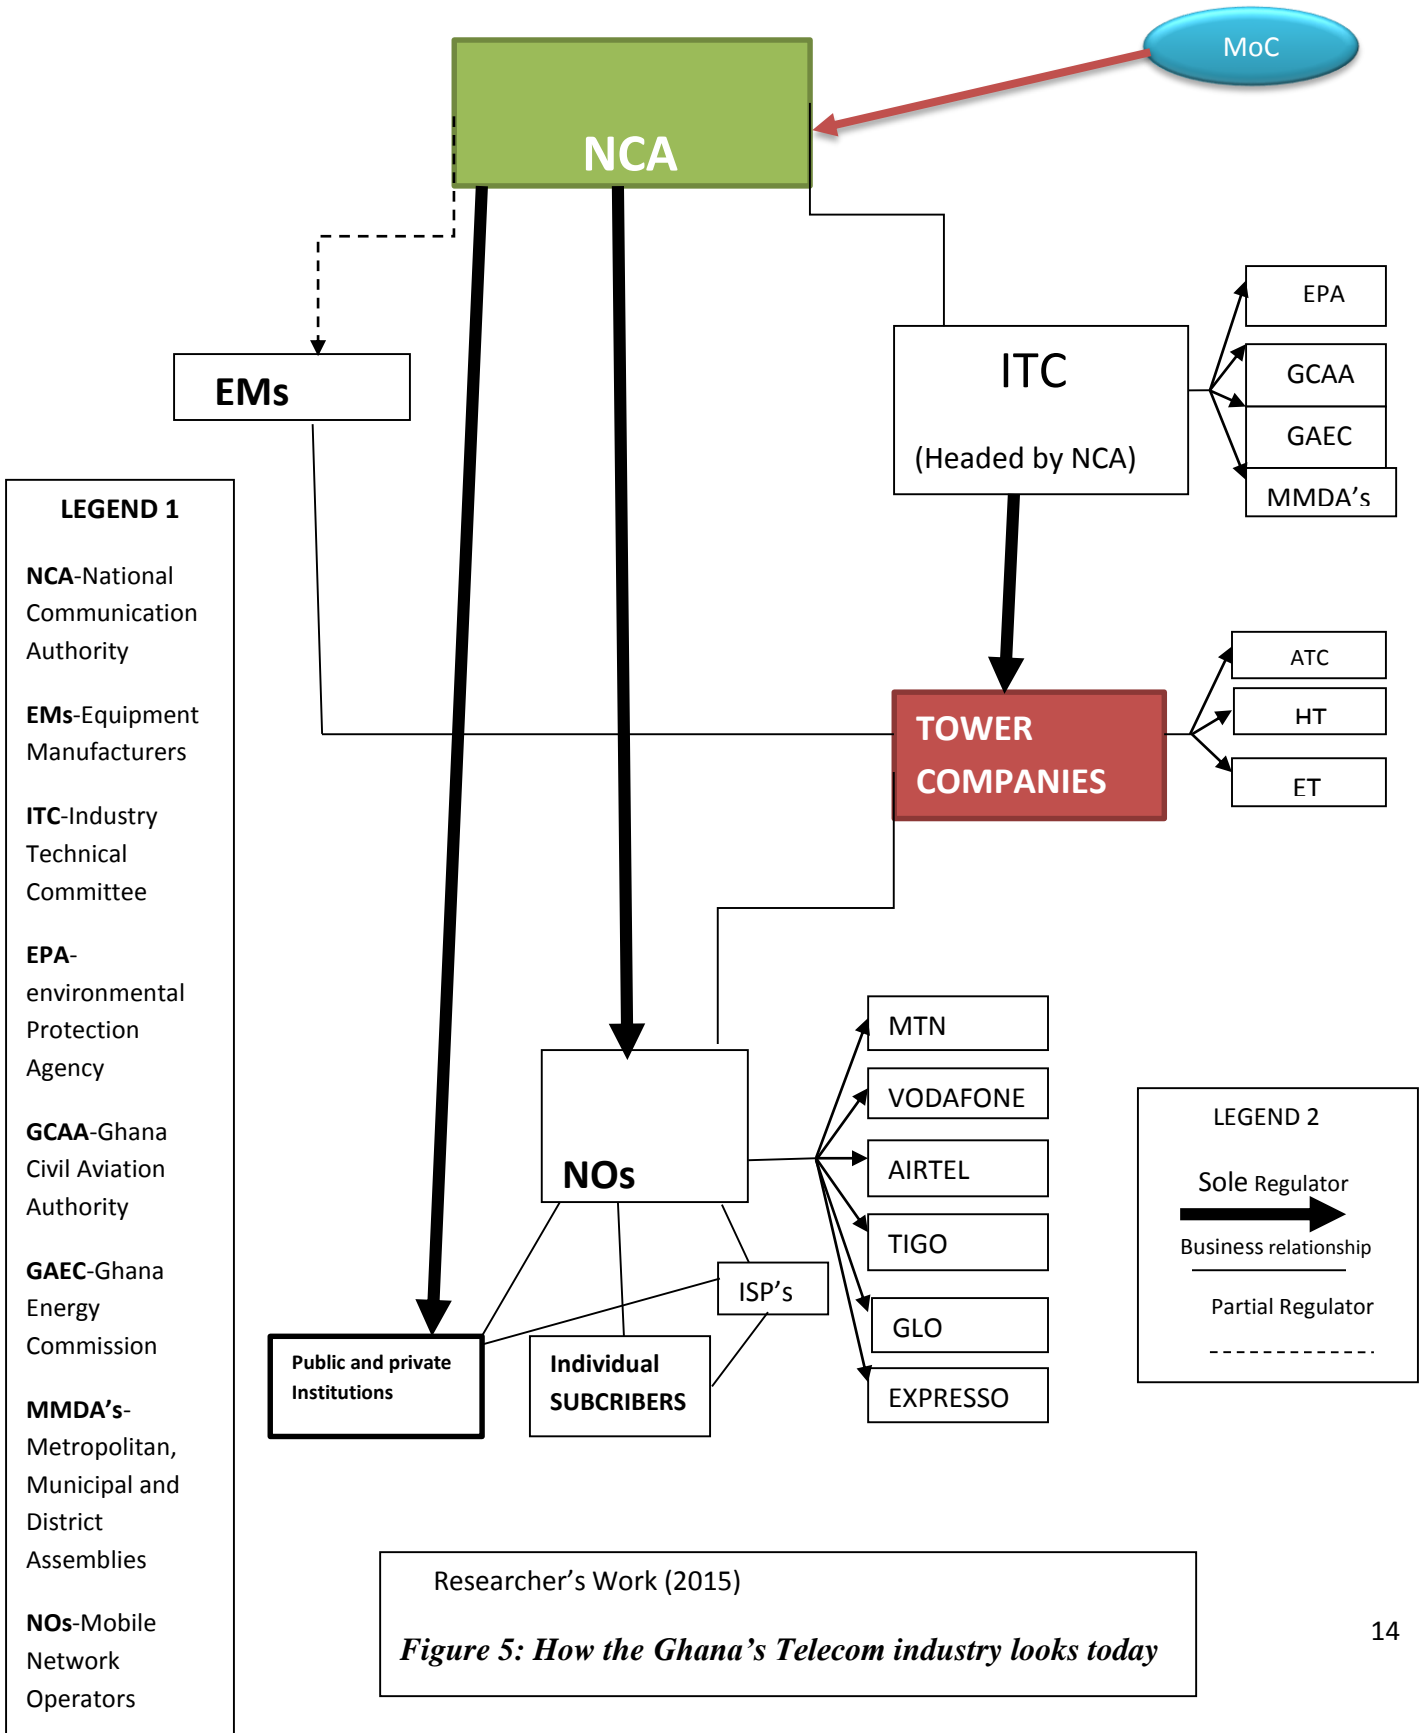 MoC
NCA
EPA
ITC
GCAA
EMs
GAEC
(Headed by NCA)
MMDA's
LEGEND 1
NCA-National
Communication
Authority
EMs-Equipment
Manufacturers
ITC-Industry
Technical
Committee
EPA-
environmental
Protection
Agency
GCAA-Ghana
Civil Aviation
Authority
GAEC-Ghana
Energy
Commission
MMDA's-
Metropolitan,
Municipal and
District
Assemblies
NOs-Mobile
Network
Operators
ATC
TOWER
COMPANIES
HT
ET
MTN
VODAFONE
NOs
AIRTEL
TIGO
ISP's
GLO
Public and private
Institutions
Individual
SUBCRIBERS
EXPRESSO
LEGEND 2
Sole Regulator
Business relationship
Partial Regulator
Researcher's Work (2015)
Figure 5: How the Ghana's Telecom industry looks today
14